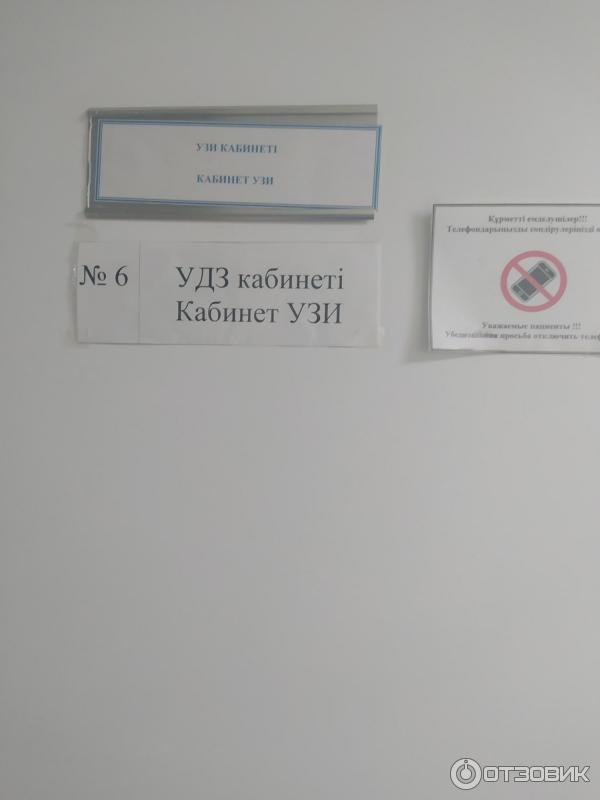 УЗИ КАБИНЕТІ
КАБИНЕТ УЗИ
№ 6
УДЗ кабинеті
Кабинет УЗИ
Құрметті емделушілер!!!
Телефондарыңызды сөндірулеріңізді
Уважаемые пациенты !!!
Убедительная просьба отключить
ОТЗОВИК